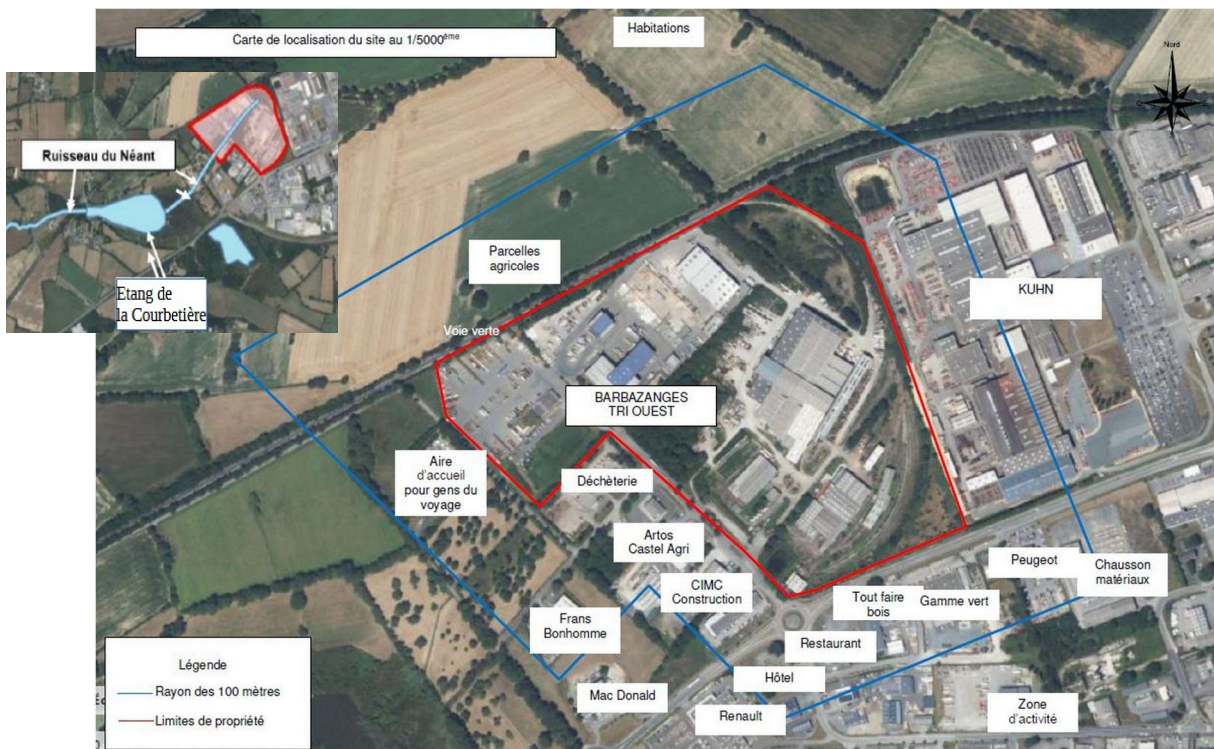 Carte de localisation du site au 1/5000ème
Habitations
Nord
Ruisseau du Néant
Etang de
la Courbetière
Parcelles
agricoles
KUHN
Voie verte
BARBAZANGES
TRI OUEST
Aire
d'accueil
pour gens du
voyage
Déchèterie
Artos
Castel Agri
CIMC
Construction
Peugeot
Chausson
matériaux
Tout faire
bois
Gamme vert
Frans
Bonhomme
Restaurant
Hôtel
Mac Donald
Renault
Zone
d'activité
Légende
Rayon des 100 mètres
Limites de propriété